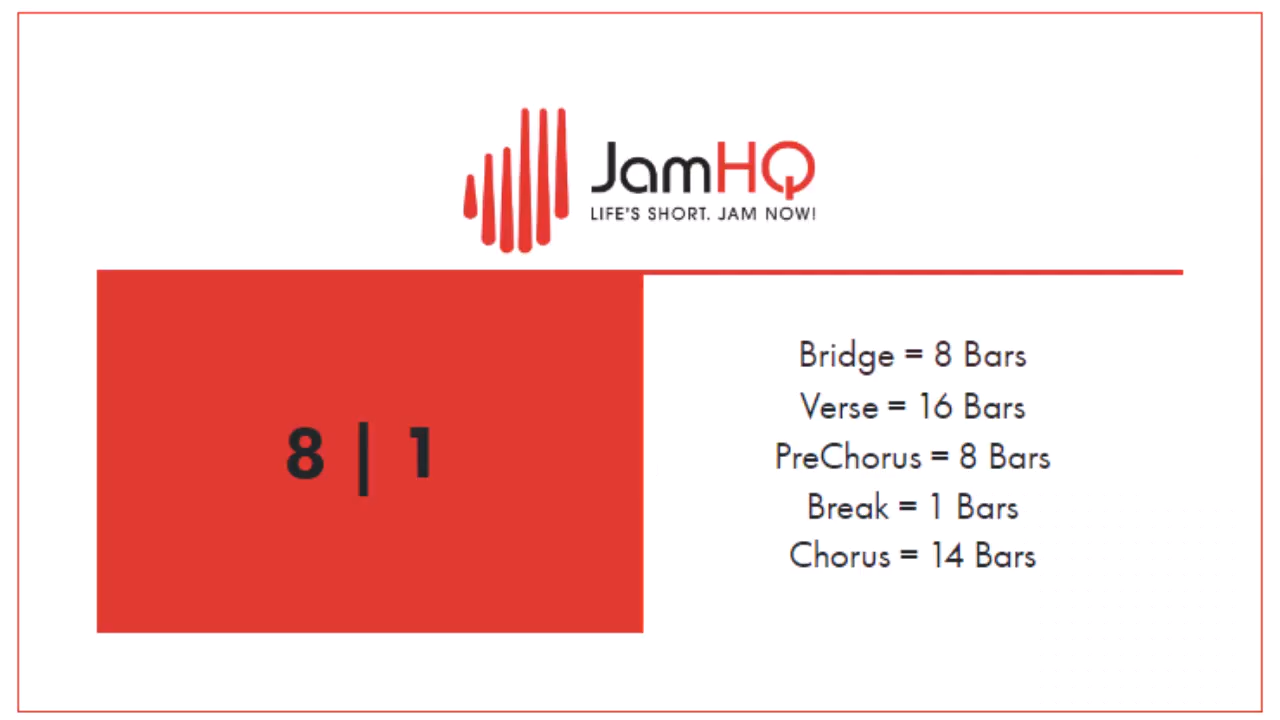 JamHQ
LIFE'S SHORT. JAM NOW!
8 | 1
Bridge = 8 Bars
Verse = 16 Bars
PreChorus = 8 Bars
Break = 1 Bars
Chorus = 14 Bars